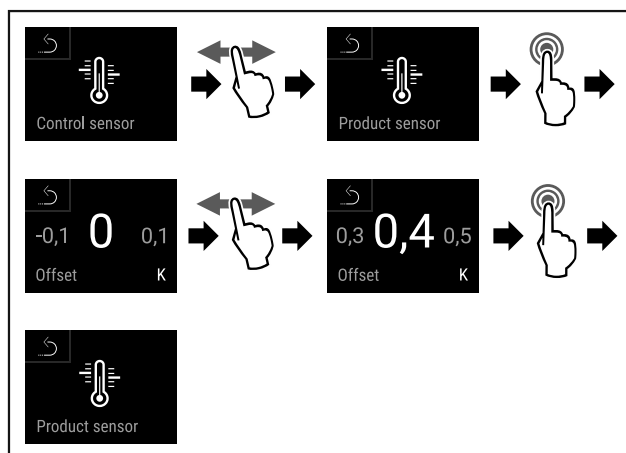 Control sensor
Product sensor
-0,1 0 0,1
Offset K
0,3 0,4 0,5
Offset K
Product sensor